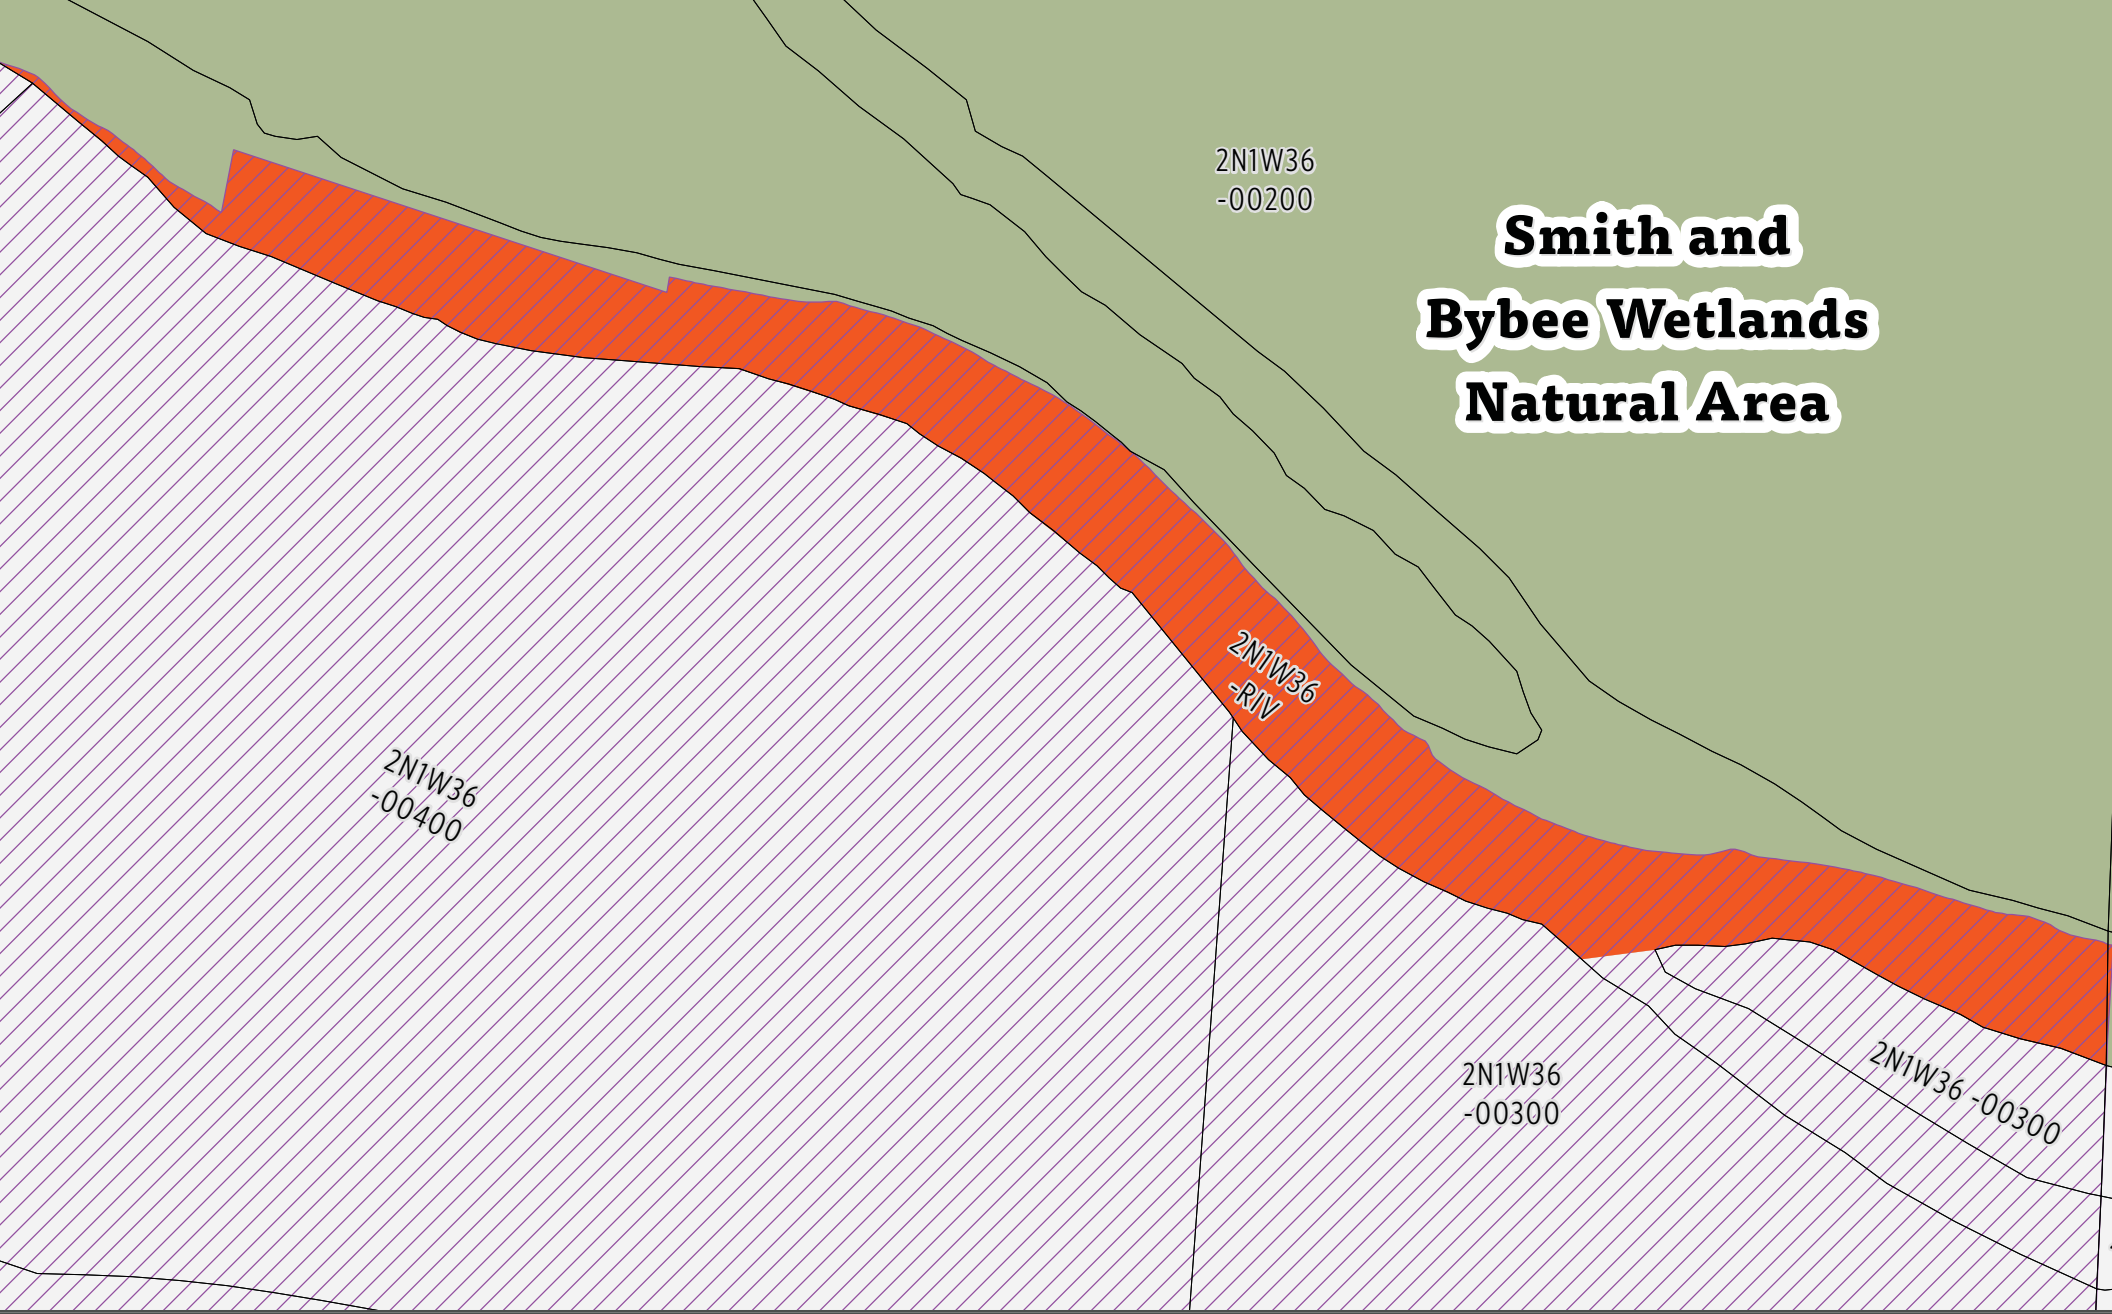 2N1W36
-00200
Smith and
Bybee Wetlands
Natural Area
2N1W36
-RIV
2N1W36
-00400
2N1W36
-00300
2N1W36 -00300